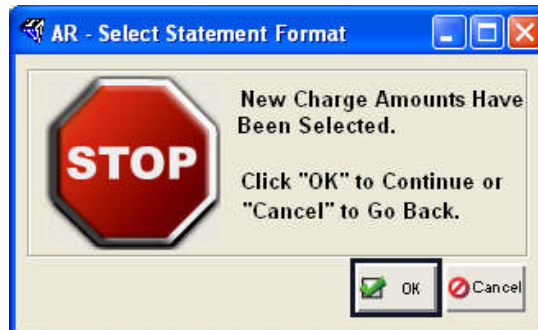 AR - Select Statement Format
STOP
New Charge Amounts Have
Been Selected.
Click "OK" to Continue or
"Cancel" to Go Back.
OK
Cancel